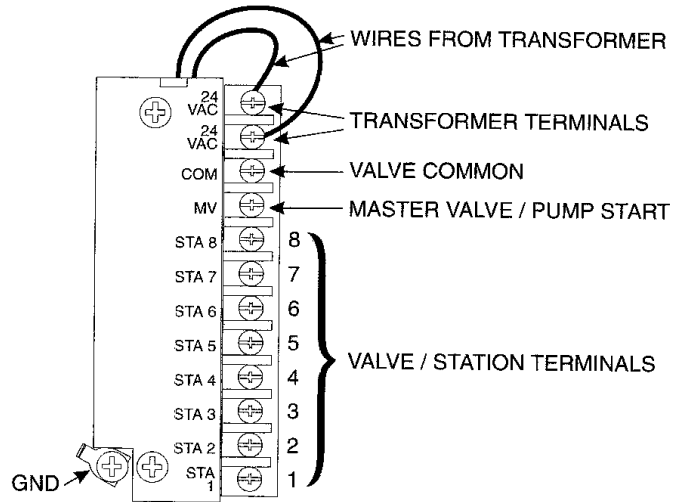 WIRES FROM TRANSFORMER
24
VAC
TRANSFORMER TERMINALS
24
VAC
COM
VALVE COMMON
MV
MASTER VALVE / PUMP START
STA 8 8
STA 7 7
STA 6 6
STA 5 5
VALVE / STATION TERMINALS
STA 4 4
STA 3 3
STA 2 2
STA
1 1
GND